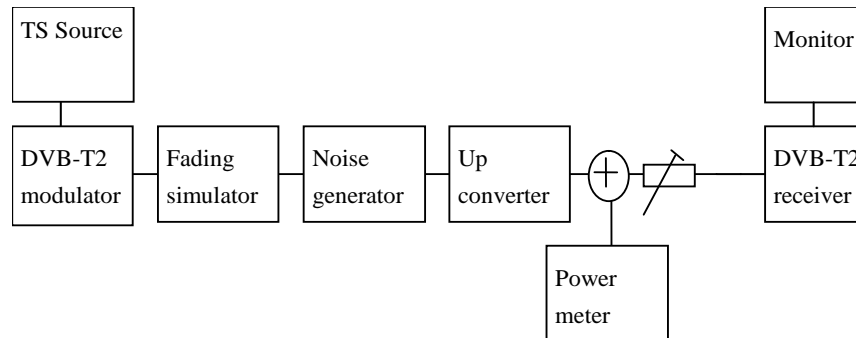 TS Source
Monitor
DVB-T2
modulator
Fading
simulator
Noise
generator
Up
converter
DVB-T2
receiver
Power
meter